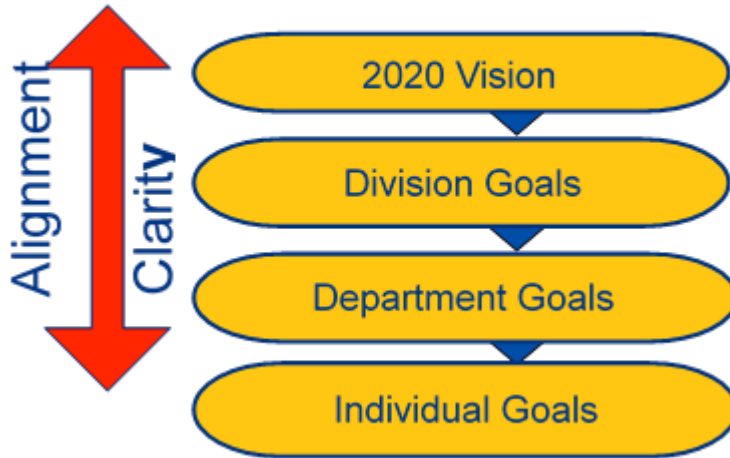 Alignment
Clarity
2020 Vision
Division Goals
Department Goals
Individual Goals